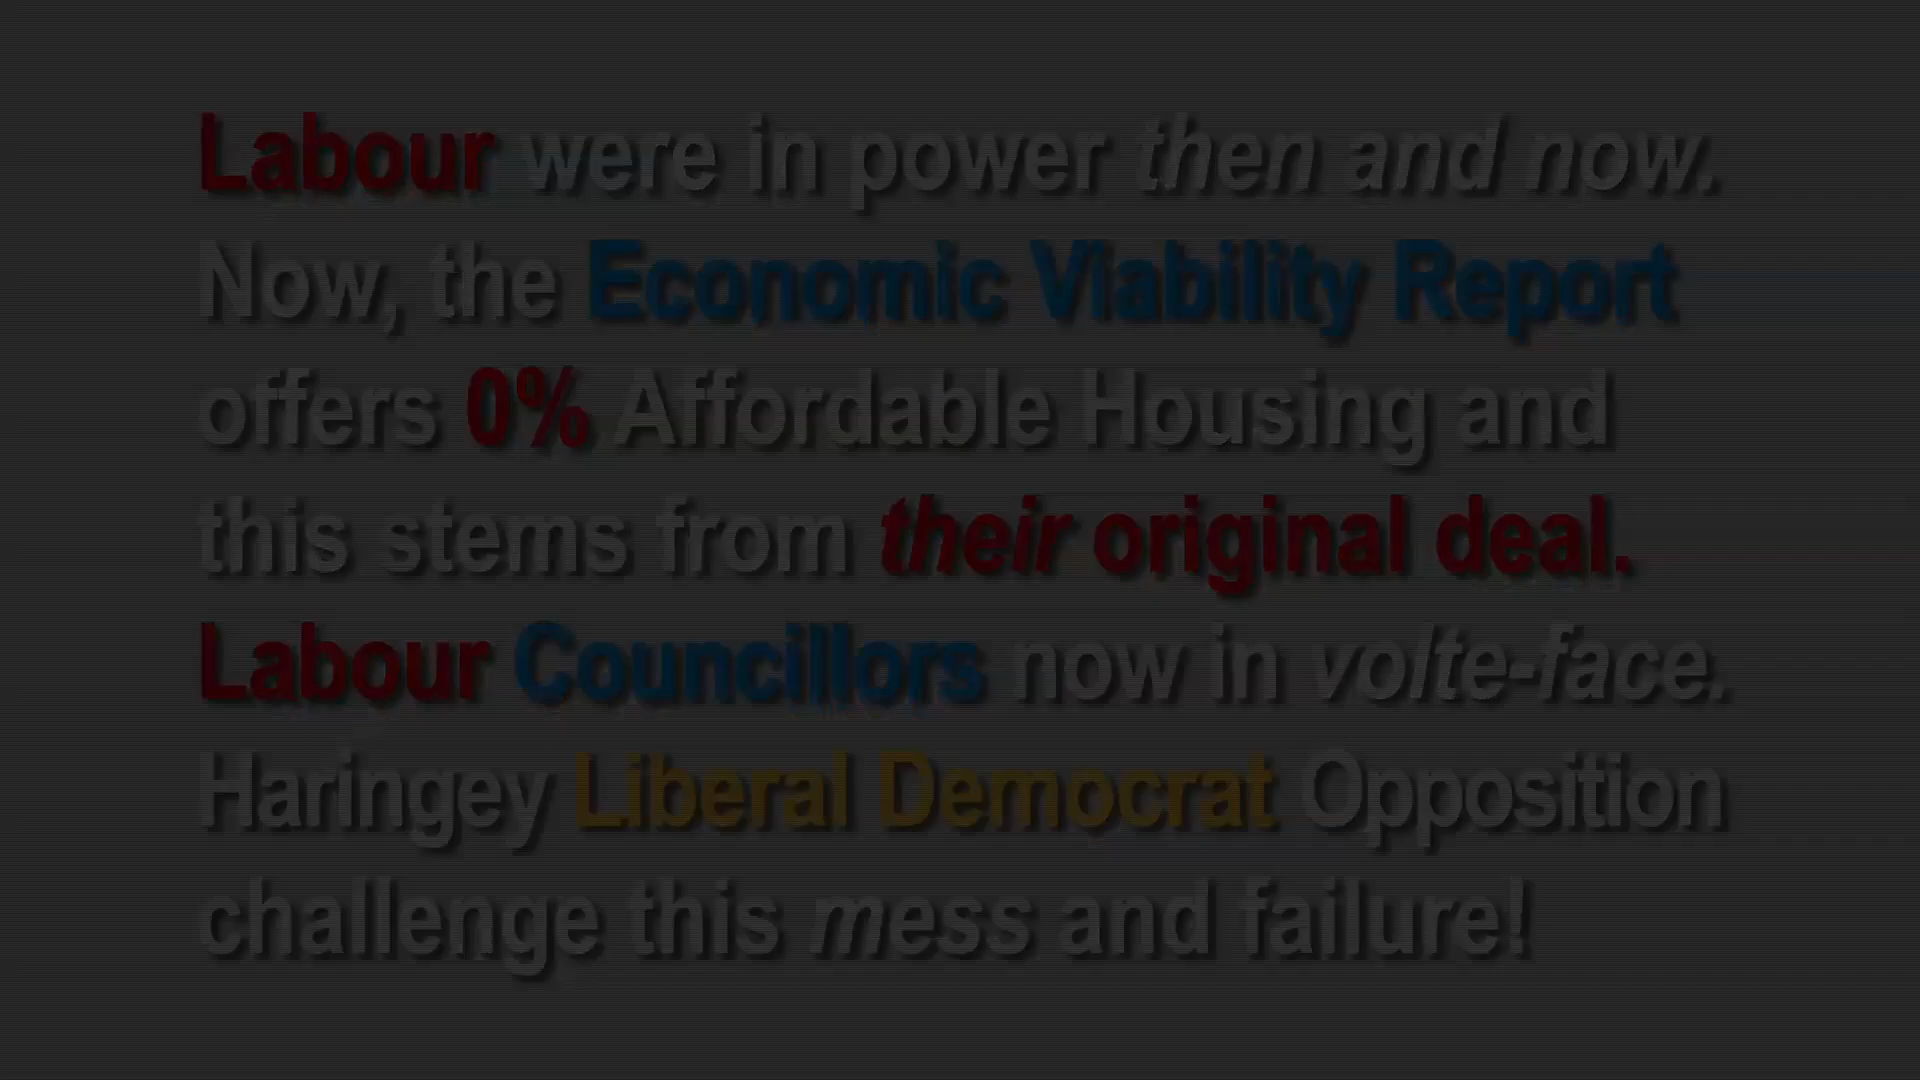 Labour were in power then and now.
Now, the Economic Viability Report
offers 0% Affordable Housing and
this stems from their original deal.
Labour Councillors now in volte-face.
Haringey Liberal Democrat Opposition
challenge this mess and failure!